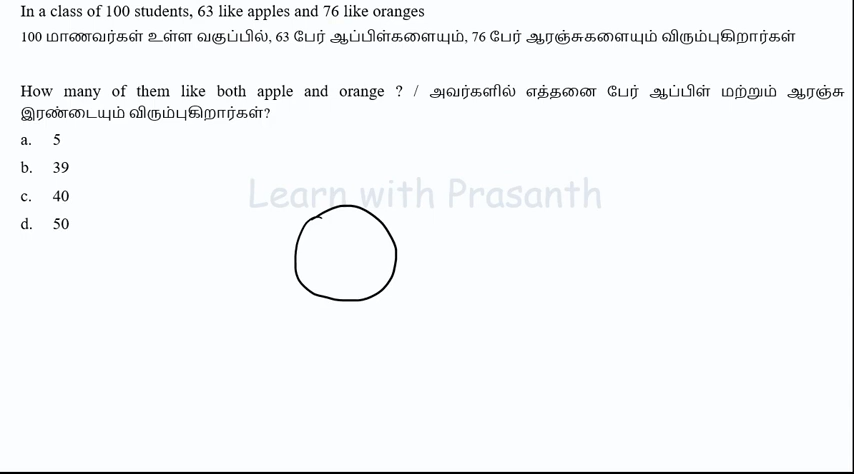 In a class of 100 students, 63 like apples and 76 like oranges
100 மாணவர்கள் உள்ள வகுப்பில், 63 பேர் ஆப்பிள்களையும், 76 பேர் ஆரஞ்சுகளையும் விரும்புகிறார்கள்
How many of them like both apple and orange ? / அவர்களில் எத்தனை பேர் ஆப்பிள் மற்றும் ஆரஞ்சு
இரண்டையும் விரும்புகிறார்கள்?
a. 5
b. 39
Learn with Prasanth
c. 40
d. 50